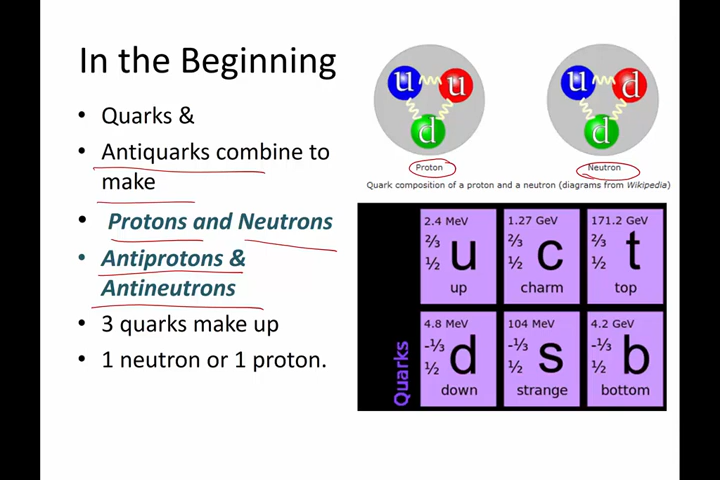 In the Beginning
• Quarks &
• Antiquarks combine to
make
• Protons and Neutrons
• Antiprotons &
Antineutrons
• 3 quarks make up
• 1 neutron or 1 proton.
u u d
Proton
u d d
Neutron
Quark composition of a proton and a neutron (diagrams from Wikipedia)
Quarks
2.4 MeV
⅔
½
u
up
1.27 GeV
⅔
½
c
charm
171.2 GeV
⅔
½
t
top
4.8 MeV
-⅓
½
d
down
104 MeV
-⅓
½
s
strange
4.2 GeV
-⅓
½
b
bottom